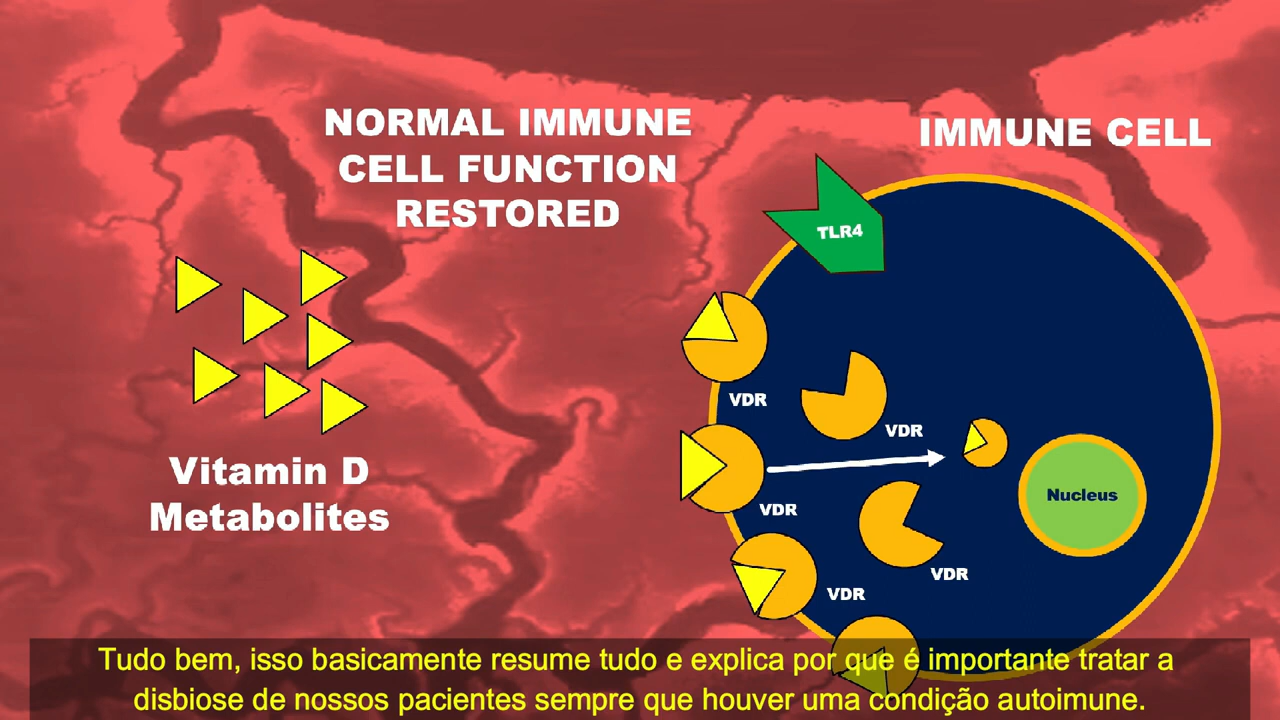 NORMAL IMMUNE
CELL FUNCTION
RESTORED
IMMUNE CELL
TLR4
VDR
VDR
Vitamin D
Metabolites
Nucleus
VDR
VDR
VDR
Tudo bem, isso basicamente resume tudo e explica por que é importante tratar a
disbiose de nossos pacientes sempre que houver uma condição autoimune.